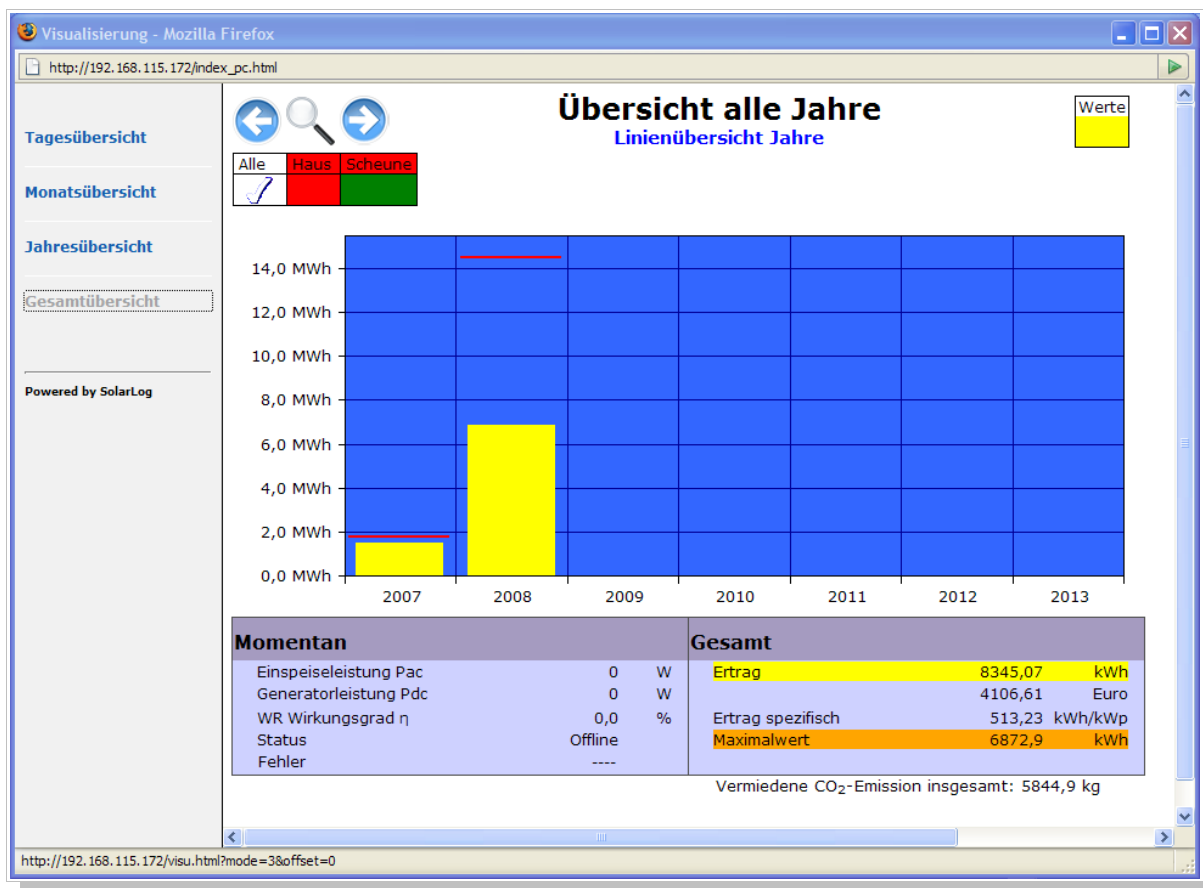 Visualisierung - Mozilla Firefox
http://192.168.115.172/index_pc.html
Tagesübersicht
Monatsübersicht
Jahresübersicht
Gesamtübersicht
Powered by SolarLog
Übersicht alle Jahre
Linienübersicht Jahre
Werte
Alle Haus Scheune
14,0 MWh
12,0 MWh
10,0 MWh
8,0 MWh
6,0 MWh
4,0 MWh
2,0 MWh
0,0 MWh
2007 2008 2009 2010 2011 2012 2013
Momentan
Einspeiseleistung Pac 0 W
Generatorleistung Pdc 0 W
WR Wirkungsgrad η 0,0 %
Status Offline
Fehler ----
Gesamt
Ertrag 8345,07 kWh
4106,61 Euro
Ertrag spezifisch 513,23 kWh/kWp
Maximalwert 6872,9 kWh
Vermiedene CO₂-Emission insgesamt: 5844,9 kg
http://192.168.115.172/visu.html?mode=3&offset=0